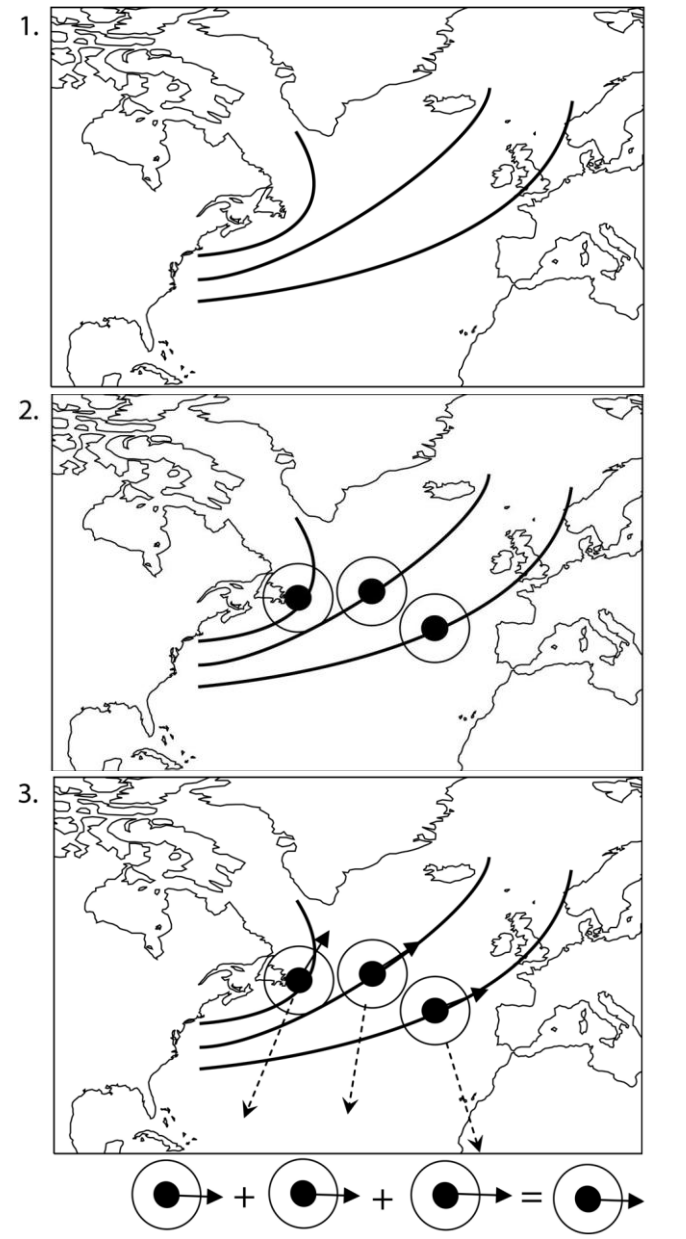 1.
2.
3.
+ + =